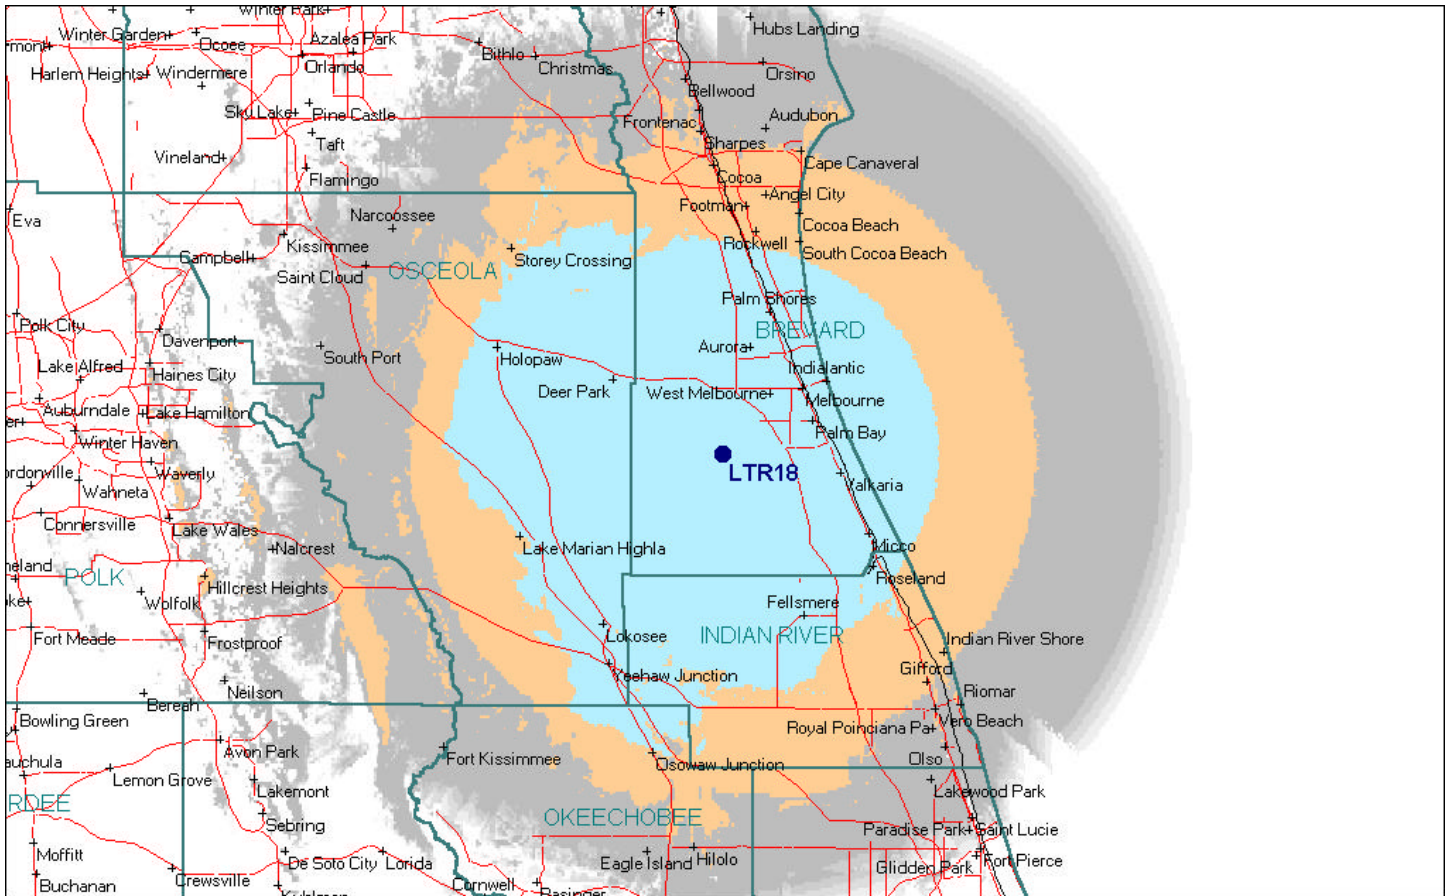 Winter Park
Hubs Landing
Winter Garden
Ocoee
Azalea Park
Bithlo
mont
Orlando
Christmas
Orsino
Harlem Heights
Windermere
Bellwood
Sky Lake
Pine Castle
Frontenac
Audubon
Taft
Sharpes
Vineland
Cape Canaveral
Flamingo
Cocoa
Angel City
Footman
Eva
Narcoossee
Cocoa Beach
Kissimmee
Rockwell
Campbell
Storey Crossing
South Cocoa Beach
Saint Cloud
OSCEOLA
Palm Shores
Polk City
BREVARD
Davenport
South Port
Holopaw
Aurora
Lake Alfred
Haines City
Indialantic
Deer Park
West Melbourne
Melbourne
Auburndale
Lake Hamilton
Palm Bay
Winter Haven
ordonville
Waverly
LTR18
Wahneta
Valkaria
Connersville
Lake Wales
Nalcrest
Lake Marian Highla
Micco
neland
POLK
Hillcrest Heights
Roseland
ke
Wolfolk
Fellsmere
Fort Meade
Frostproof
Lokosee
INDIAN RIVER
Indian River Shore
Yeehaw Junction
Gifford
Neilson
Bereah
Riomar
Bowling Green
Royal Poinciana Pa
Vero Beach
Avon Park
Fort Kissimmee
Osowaw Junction
Olso
auchula
Lemon Grove
Lakemont
Lakewood Park
RDEE
OKEECHOBEE
Sebring
Paradise Park
Saint Lucie
Moffitt
De Soto City
Lorida
Eagle Island
Hilolo
Glidden Park
Fort Pierce
Buchanan
Crewsville
Kuhlman
Cornwell
Basinger